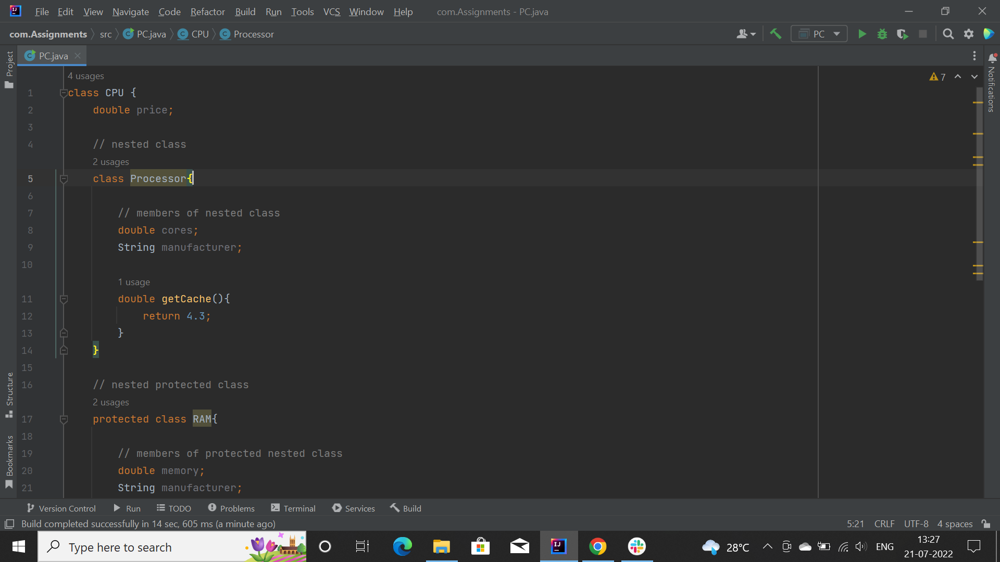 File Edit View Navigate Code Refactor Build Run Tools VCS Window Help com.Assignments - PC.java
com.Assignments src PC.java CPU Processor PC
Project
PC.java
Notifications
4 usages
7
1 class CPU {
2 double price;
3
4 // nested class
2 usages
5 class Processor{
6
7 // members of nested class
8 double cores;
9 String manufacturer;
10
1 usage
11 double getCache(){
12 return 4.3;
13 }
14 }
15
16 // nested protected class
2 usages
17 protected class RAM{
18
19 // members of protected nested class
20 double memory;
21 String manufacturer;
Structure
Bookmarks
Version Control Run TODO Problems Terminal Services Build
Build completed successfully in 14 sec, 605 ms (a minute ago) 5:21 CRLF UTF-8 4 spaces
Type here to search
28°C ENG 13:27
21-07-2022